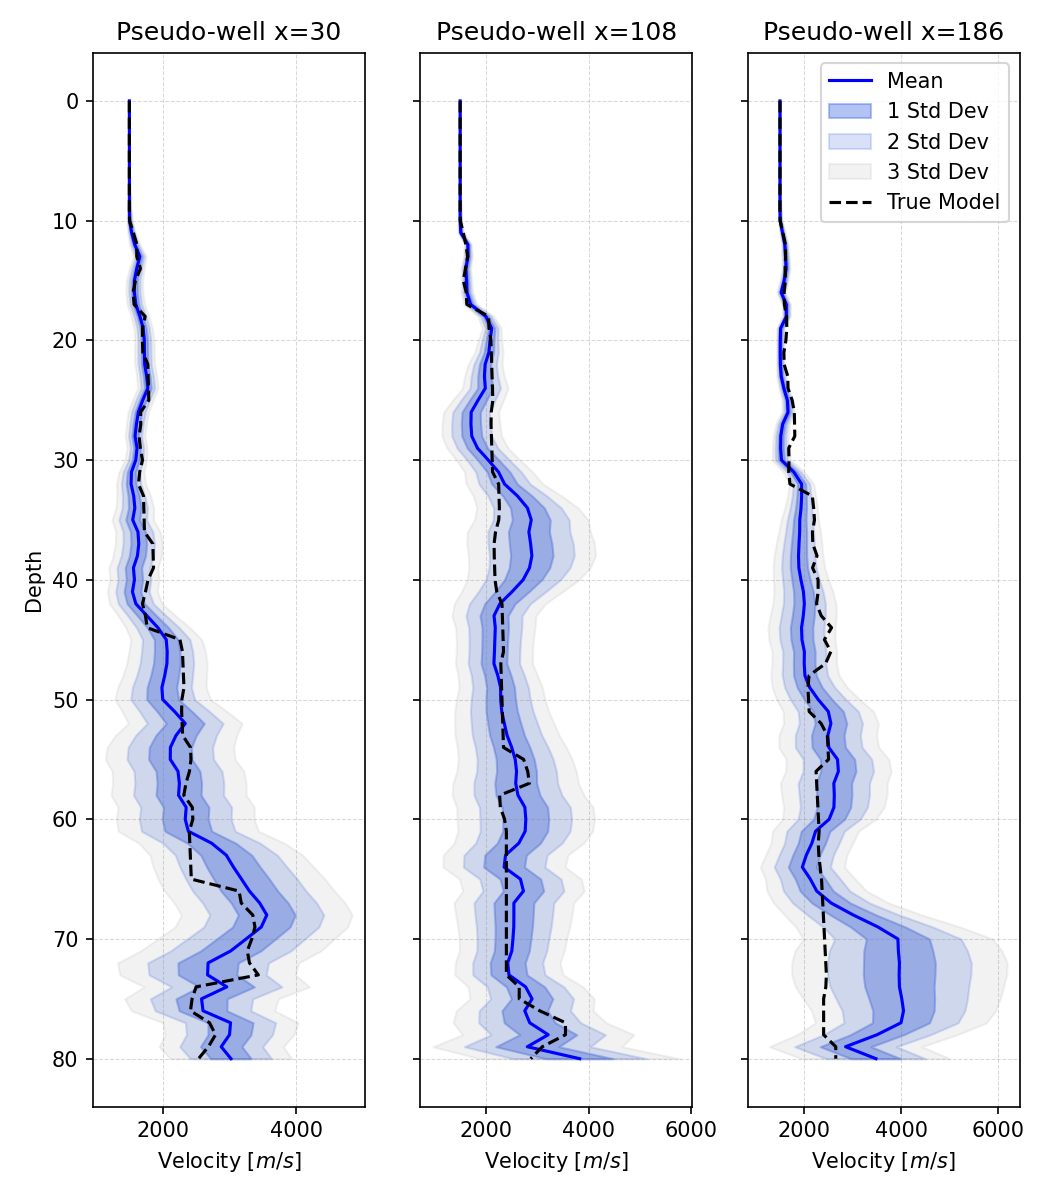 Pseudo-well x=30
Pseudo-well x=108
Pseudo-well x=186
Mean
1 Std Dev
2 Std Dev
3 Std Dev
True Model
Depth
0
10
20
30
40
50
60
70
80
2000
4000
2000
4000
6000
2000
4000
6000
Velocity [m/s]
Velocity [m/s]
Velocity [m/s]